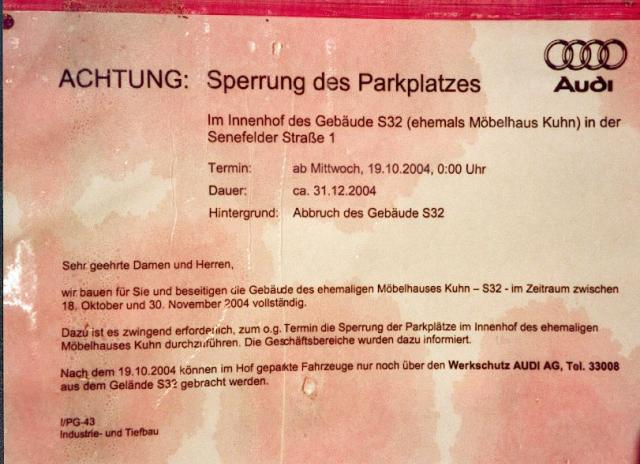 Audi
ACHTUNG: Sperrung des Parkplatzes
Im Innenhof des Gebäude S32 (ehemals Möbelhaus Kuhn) in der
Senefelder Straße 1
Termin: ab Mittwoch, 19.10.2004, 0:00 Uhr
Dauer: ca. 31.12.2004
Hintergrund: Abbruch des Gebäude S32
Sehr geehrte Damen und Herren,
wir bauen für Sie und beseitigen die Gebäude des ehemaligen Möbelhauses Kuhn – S32 - im Zeitraum zwischen
18. Oktober und 30. November 2004 vollständig.
Dazu ist es zwingend erforderlich, zum o.g. Termin die Sperrung der Parkplätze im Innenhof des ehemaligen
Möbelhauses Kuhn durchzuführen. Die Geschäftsbereiche wurden dazu informiert.
Nach dem 19.10.2004 können im Hof gepakte Fahrzeuge nur noch über den Werkschutz AUDI AG, Tel. 33008
aus dem Gelände S32 gebracht werden.
I/PG-43
Industrie- und Tiefbau